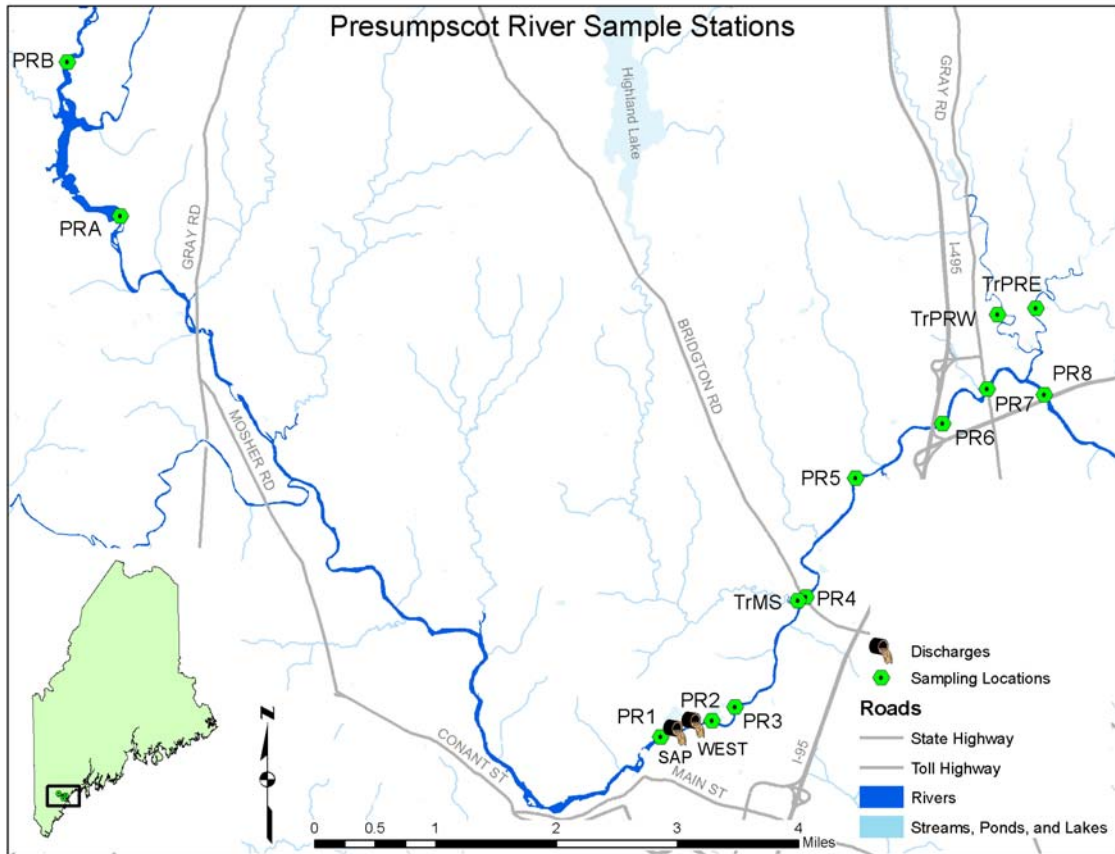 Presumpscot River Sample Stations
PRB
PRA
GRAY RD
Highland Lake
GRAY RD
I-495
TrPRE
TrPRW
BRIDGTON RD
PR8
PR7
PR6
MOSHER RD
PR5
TrMS
PR4
PR2
PR1
PR3
SAP
WEST
CONANT ST
MAIN ST
I-95
N
0 0.5 1 2 3 4
Miles
Discharges
Sampling Locations
Roads
State Highway
Toll Highway
Rivers
Streams, Ponds, and Lakes